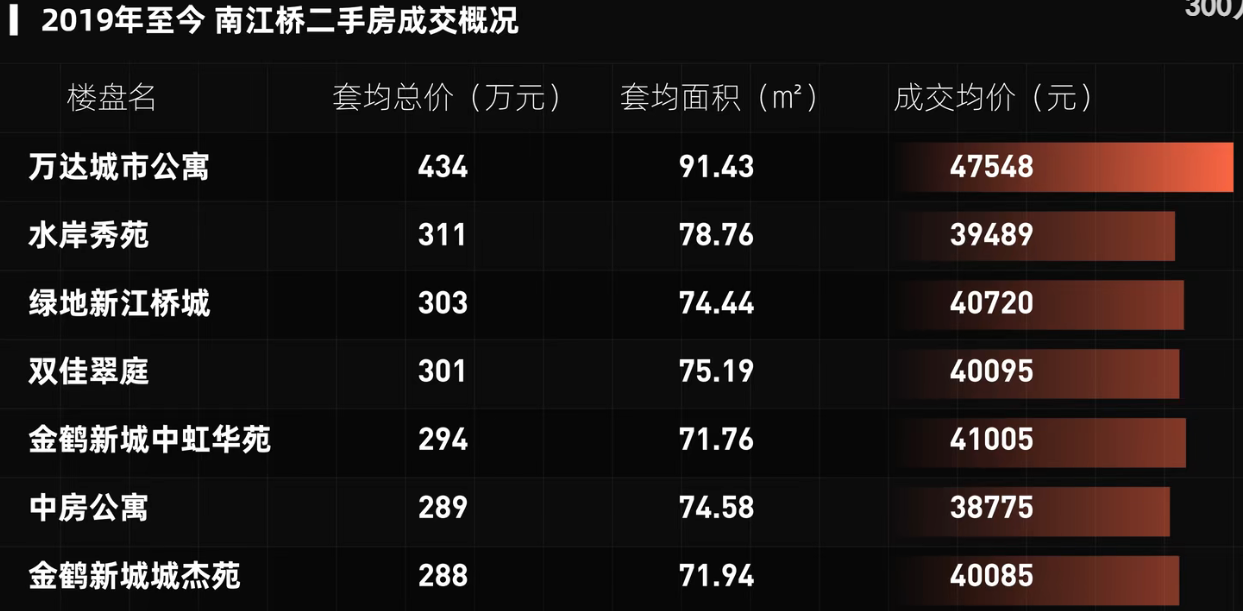 300
2019年至今 南江桥二手房成交概况
楼盘名 套均总价（万元） 套均面积（㎡） 成交均价（元）
万达城市公寓 434 91.43 47548
水岸秀苑 311 78.76 39489
绿地新江桥城 303 74.44 40720
双佳翠庭 301 75.19 40095
金鹤新城中虹华苑 294 71.76 41005
中房公寓 289 74.58 38775
金鹤新城城杰苑 288 71.94 40085